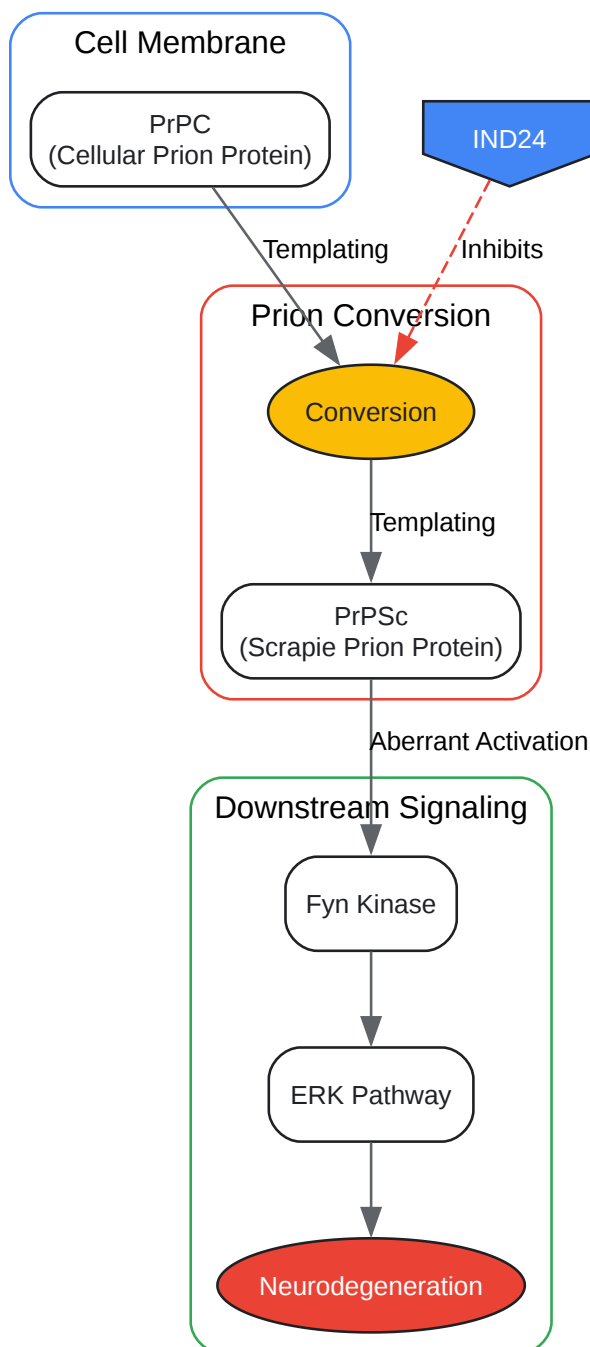 Cell Membrane
PrPC
(Cellular Prion Protein)
IND24
Templating
Inhibits
Prion Conversion
Conversion
Templating
PrPSc
(Scrapie Prion Protein)
Aberrant Activation
Downstream Signaling
Fyn Kinase
ERK Pathway
Neurodegeneration